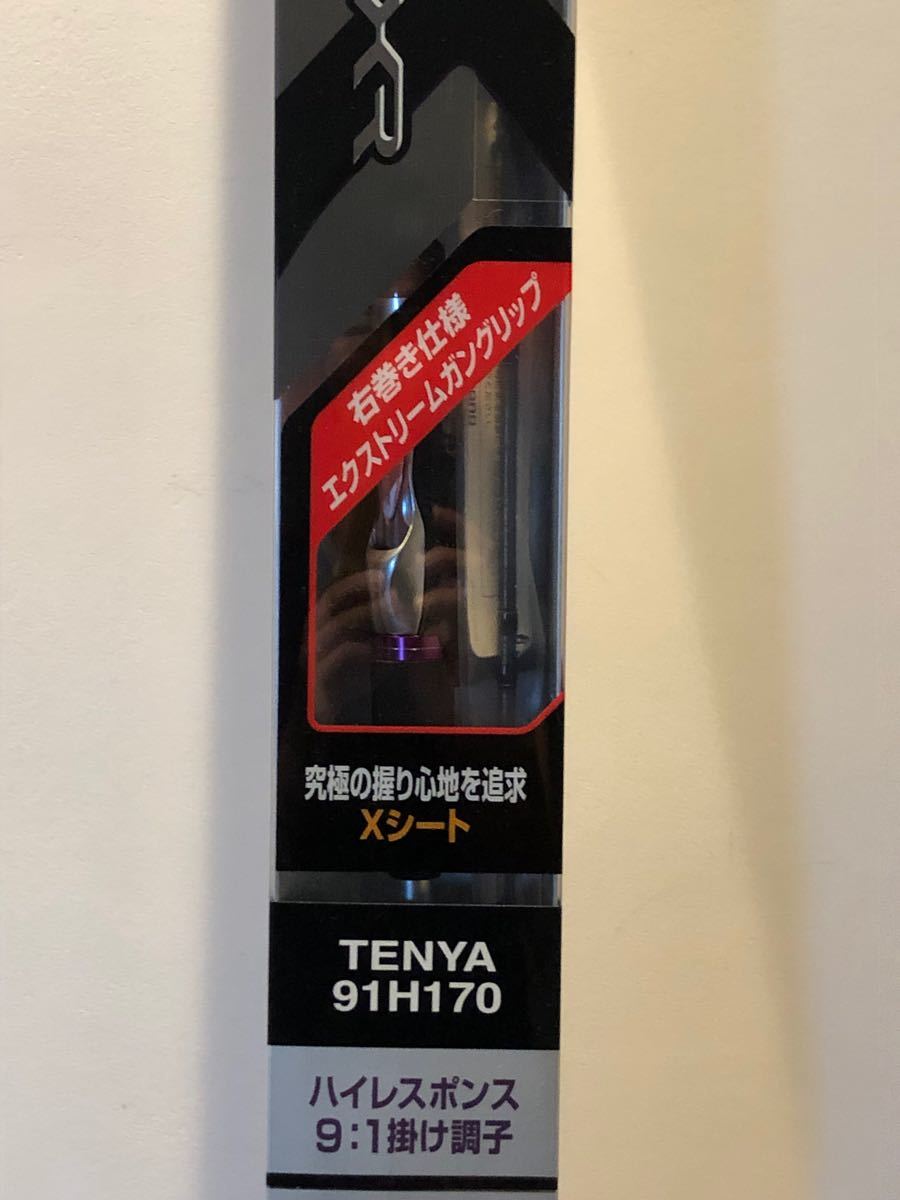 右巻き仕様
エクストリームガングリップ
究極の握り心地を追求
Xシート
TENYA
91H170
ハイレスポンス
9:1掛け調子